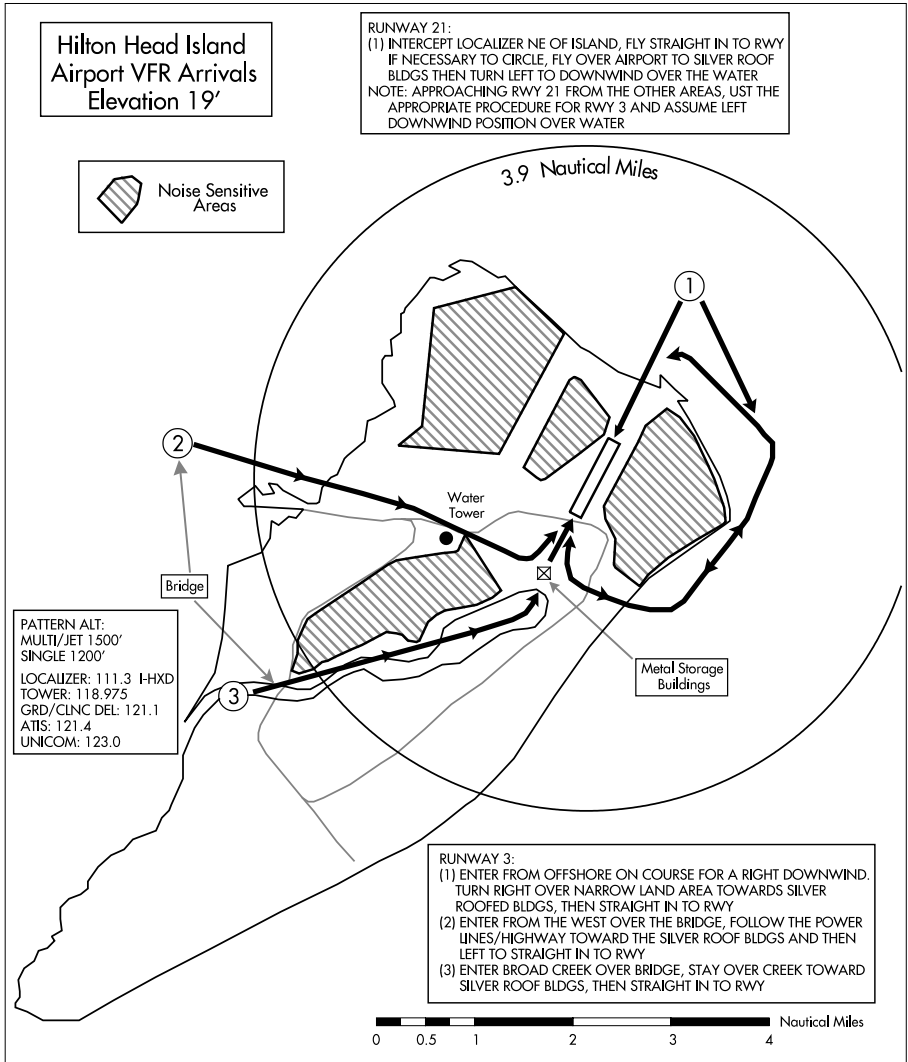 Hilton Head Island
Airport VFR Arrivals
Elevation 19′
RUNWAY 21:
(1) INTERCEPT LOCALIZER NE OF ISLAND, FLY STRAIGHT IN TO RWY
IF NECESSARY TO CIRCLE, FLY OVER AIRPORT TO SILVER ROOF
BLDGS THEN TURN LEFT TO DOWNWIND OVER THE WATER
NOTE: APPROACHING RWY 21 FROM THE OTHER AREAS, UST THE
APPROPRIATE PROCEDURE FOR RWY 3 AND ASSUME LEFT
DOWNWIND POSITION OVER WATER
Noise Sensitive
Areas
3.9 Nautical Miles
1
2
Water
Tower
Bridge
PATTERN ALT:
MULTI/JET 1500′
SINGLE 1200′
LOCALIZER: 111.3 I-HXD
TOWER: 118.975
GRD/CLNC DEL: 121.1
ATIS: 121.4
UNICOM: 123.0
3
Metal Storage
Buildings
RUNWAY 3:
(1) ENTER FROM OFFSHORE ON COURSE FOR A RIGHT DOWNWIND.
TURN RIGHT OVER NARROW LAND AREA TOWARDS SILVER
ROOFED BLDGS, THEN STRAIGHT IN TO RWY
(2) ENTER FROM THE WEST OVER THE BRIDGE, FOLLOW THE POWER
LINES/HIGHWAY TOWARD THE SILVER ROOF BLDGS AND THEN
LEFT TO STRAIGHT IN TO RWY
(3) ENTER BROAD CREEK OVER BRIDGE, STAY OVER CREEK TOWARD
SILVER ROOF BLDGS, THEN STRAIGHT IN TO RWY
Nautical Miles
0 0.5 1 2 3 4